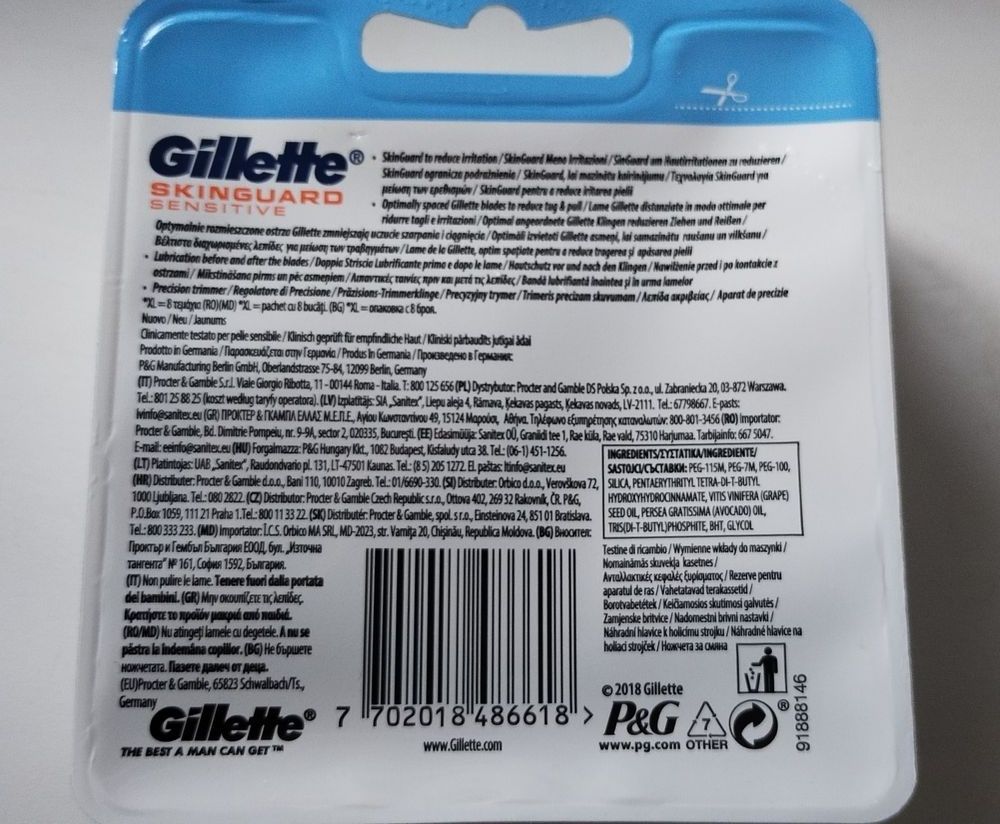 Gillette®
SKINGUARD
SENSITIVE
• SkinGuard to reduce irritation / SkinGuard Meno Irritazioni / SinGuard um Hautirritationen zu reduzieren /
SkinGuard ogranicza podrażnienia / SkinGuard, lai mazinātu kairinājumu / Τεχνολογία SkinGuard για
μείωση των ερεθισμών / SkinGuard pentru a reduce iritarea pielii
• Optimally spaced Gillette blades to reduce tug & pull / Lame Gillette distanziate in modo ottimale per
ridurre tagli e irritazioni / Optimal angeordnete Gillette Klingen reduzieren Ziehen und Reißen /
Optymalnie rozmieszczone ostrza Gillette zmniejszają uczucie szarpania i ciągnięcia / Optimāli izvietoti Gillette asmeņi, lai samazinātu raušanu un vilkšanu /
Βέλτιστα διαχωρισμένες λεπίδες για μείωση των τραβηγμάτων / Lame de la Gillette, optim spațiate pentru a reduce tragerea și apăsarea pielii
• Lubrication before and after the blades / Doppia Striscia Lubrificante prima e dopo le lame / Hautschutz vor und nach den Klingen / Nawilżenie przed i po kontakcie z
ostrzami / Mikstināšana pirms un pēc asmeņiem / Λιπαντικές ταινίες πριν και μετά τις λεπίδες / Bandă lubrifiantă înaintea și în urma lamelor
• Precision trimmer / Regolatore di Precisione / Präzisions-Trimmerklinge / Precyzyjny trymer / Trimeris precīzam skuvumam / Λεπίδα ακριβείας / Aparat de precizie
*XL = 8 τεμάχια (RO)(MD) *XL = pachet cu 8 bucăți. (BG) *XL = опаковка с 8 броя.
Nuovo / Neu / Jaunums
Clinicamente testato per pelle sensibile / Klinisch geprüft für empfindliche Haut / Klīniski pārbaudīts jutīgai ādai
Prodotto in Germania / Παρασκευάζεται στην Γερμανία / Produs în Germania / Произведено в Германия:
P&G Manufacturing Berlin GmbH, Oberlandstrasse 75-84, 12099 Berlin, Germany
(IT) Procter & Gamble S.r.l. Viale Giorgio Ribotta, 11 - 00144 Roma - Italia. T: 800 125 656 (PL) Dystrybutor: Procter and Gamble DS Polska Sp. z o.o., ul. Zabraniecka 20, 03-872 Warszawa.
Tel.: 801 25 88 25 (koszt według taryfy operatora). (LV) Izplatītājs: SIA „Sanitex”, Liepu aleja 4, Rāmava, Ķekavas pagasts, Ķekavas novads, LV-2111. Tel.: 67798667. E-pasts:
lvinfo@sanitex.eu (GR) ΠΡΟΚΤΕΡ & ΓΚΑΜΠΛ ΕΛΛΑΣ Μ.Ε.Π.Ε., Αγίου Κωνσταντίνου 49, 15124 Μαρούσι, Αθήνα. Τηλέφωνο εξυπηρέτησης καταναλωτών: 800-801-3456 (RO) Importator:
Procter & Gamble, Bd. Dimitrie Pompeiu, nr. 9-9A, sector 2, 020335, București. (EE) Edasimüüja: Sanitex OÜ, Graniidi tee 1, Rae küla, Rae vald, 75310 Harjumaa. Tarbijainfo: 667 5047.
E-mail: eeinfo@sanitex.eu (HU) Forgalmazza: P&G Hungary Kkt., 1082 Budapest, Kisfaludy utca 38. Tel.: (06-1) 451-1256.
(LT) Platintojas: UAB „Sanitex”, Raudondvario pl. 131, LT-47501 Kaunas. Tel.: (8 5) 205 1272. El. paštas: ltinfo@sanitex.eu
(HR) Distributer: Procter & Gamble d.o.o., Bani 110, 10010 Zagreb. Tel.: 01/6690-330. (SI) Distributer: Orbico d.o.o., Verovškova 72,
1000 Ljubljana. Tel.: 080 2822. (CZ) Distributor: Procter & Gamble Czech Republic s.r.o., Ottova 402, 269 32 Rakovník, ČR. P&G,
P.O.Box 1059, 111 21 Praha 1.Tel.: 800 11 33 22. (SK) Distribútér: Procter & Gamble, spol. s r.o., Einsteinova 24, 851 01 Bratislava.
Tel.: 800 333 233. (MD) Importator: Î.C.S. Orbico MA SRL, MD-2023, str. Varnița 20, Chișinău, Republica Moldova. (BG) Вносител:
Проктър и Гембъл България ЕООД, бул. „Източна
тангента” № 161, София 1592, България.
(IT) Non pulire le lame. Tenere fuori dalla portata
dei bambini. (GR) Μην σκουπίζετε τις λεπίδες.
Κρατήστε το προϊόν μακριά από παιδιά.
(RO/MD) Nu atingeți lamele cu degetele. A nu se
păstra la îndemâna copiilor. (BG) Не бършете
ножчетата. Пазете далеч от деца.
(EU)Procter & Gamble, 65823 Schwalbach/Ts.,
Germany
INGREDIENTS/ΣΥΣΤΑΤΙΚΑ/INGREDIENTE/
SASTOJCI/СЪСТАВКИ: PEG-115M, PEG-7M, PEG-100,
SILICA, PENTAERYTHRITYL TETRA-DI-T-BUTYL
HYDROXYHYDROCINNAMATE, VITIS VINIFERA (GRAPE)
SEED OIL, PERSEA GRATISSIMA (AVOCADO) OIL,
TRIS(DI-T-BUTYL)PHOSPHITE, BHT, GLYCOL
Testine di ricambio / Wymienne wkłady do maszynki /
Nomaināmās skuvekļa kasetnes /
Ανταλλακτικές κεφαλές ξυρίσματος / Rezerve pentru
aparatul de ras / Vahetatavad terakassetid /
Borotvabetétek / Keičiamosios skutimosi galvutės /
Zamjenske britvice / Nadomestni brivni nastavki /
Náhradní hlavice k holicímu strojku / Náhradné hlavice na
holiaci strojček / Ножчета за смяна
© 2018 Gillette
P&G
www.pg.com
7
OTHER
®
91888146
7 702018 486618 >
www.Gillette.com
Gillette®
THE BEST A MAN CAN GET™